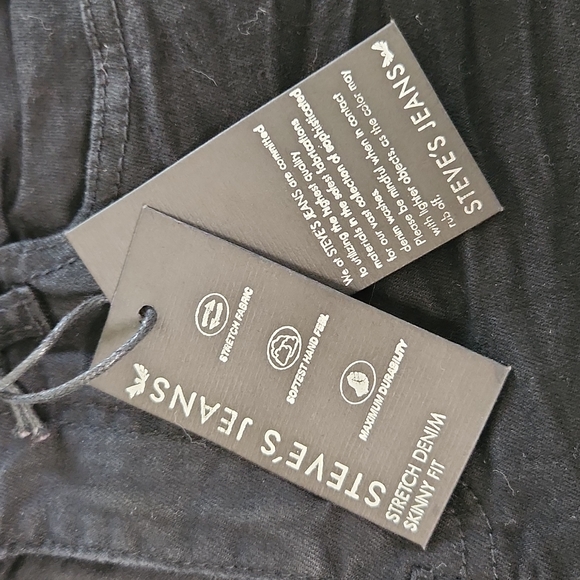 We at STEVE'S JEANS are committed
to utilizing the highest quality
materials in the fabrications
for our vast collection of sophisticated
denim washes.
Please be mindful when in contact
with lighter objects, as the color may
rub off.
STEVE'S JEANS
STRETCH FABRIC
SOFTEST HAND FEEL
MAXIMUM DURABILITY
STEVE'S JEANS
STRETCH DENIM
SKINNY FIT